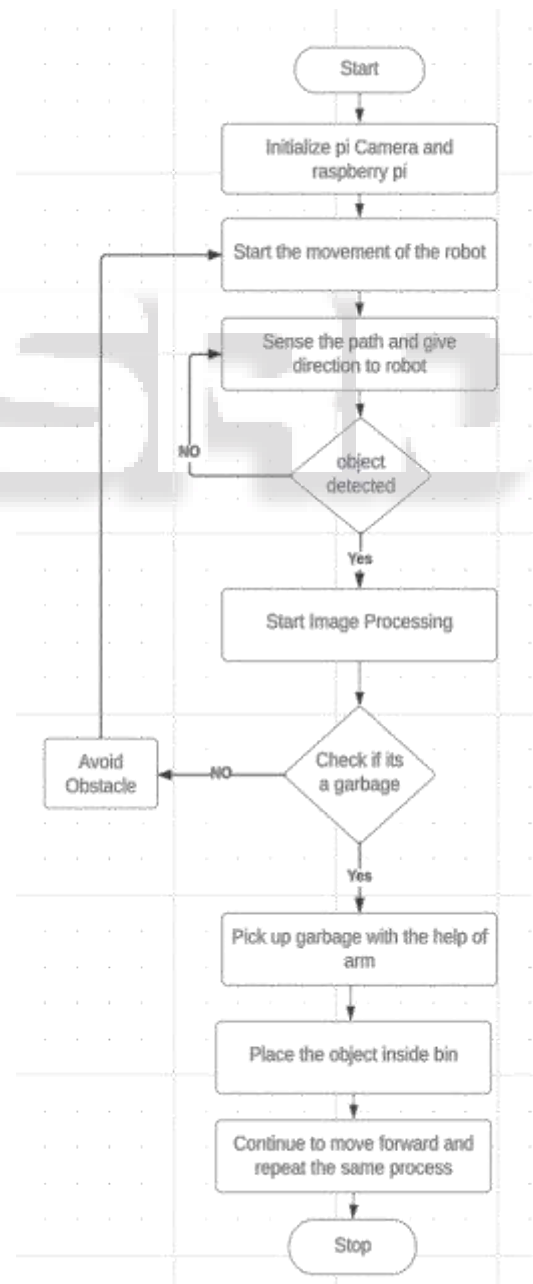 Start
Initialize pi Camera and
raspberry pi
Start the movement of the robot
Sense the path and give
direction to robot
NO
object
detected
Yes
Start Image Processing
Avoid
Obstacle
NO
Check if its
a garbage
Yes
Pick up garbage with the help of
arm
Place the object inside bin
Continue to move forward and
repeat the same process
Stop